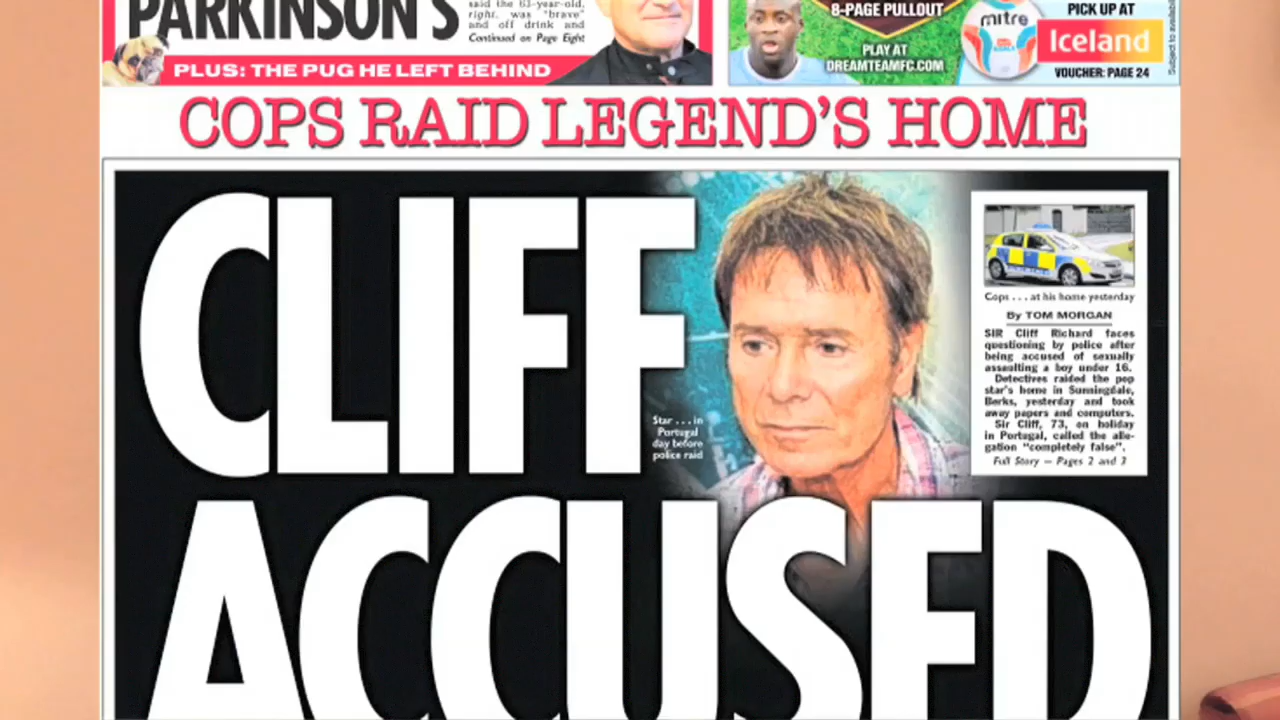 PARKINSON'S
said the 63-year-old,
right, was "brave"
and off drink and
Continued on Page Eight
PLUS: THE PUG HE LEFT BEHIND
8-PAGE PULLOUT
PLAY AT
DREAMTEAMFC.COM
mitre
PICK UP AT
Iceland
VOUCHER: PAGE 24
COPS RAID LEGEND'S HOME
CLIFF
ACCUSED
Star . . . in
Portugal
day before
police raid
Cops . . . at his home yesterday
By TOM MORGAN
SIR Cliff Richard faces
questioning by police after
being accused of sexually
assaulting a boy under 16.
Detectives raided the pop
star's home in Sunningdale,
Berks, yesterday and took
away papers and computers.
Sir Cliff, 73, on holiday
in Portugal, called the alle-
gation "completely false".
Full Story — Pages 2 and 3